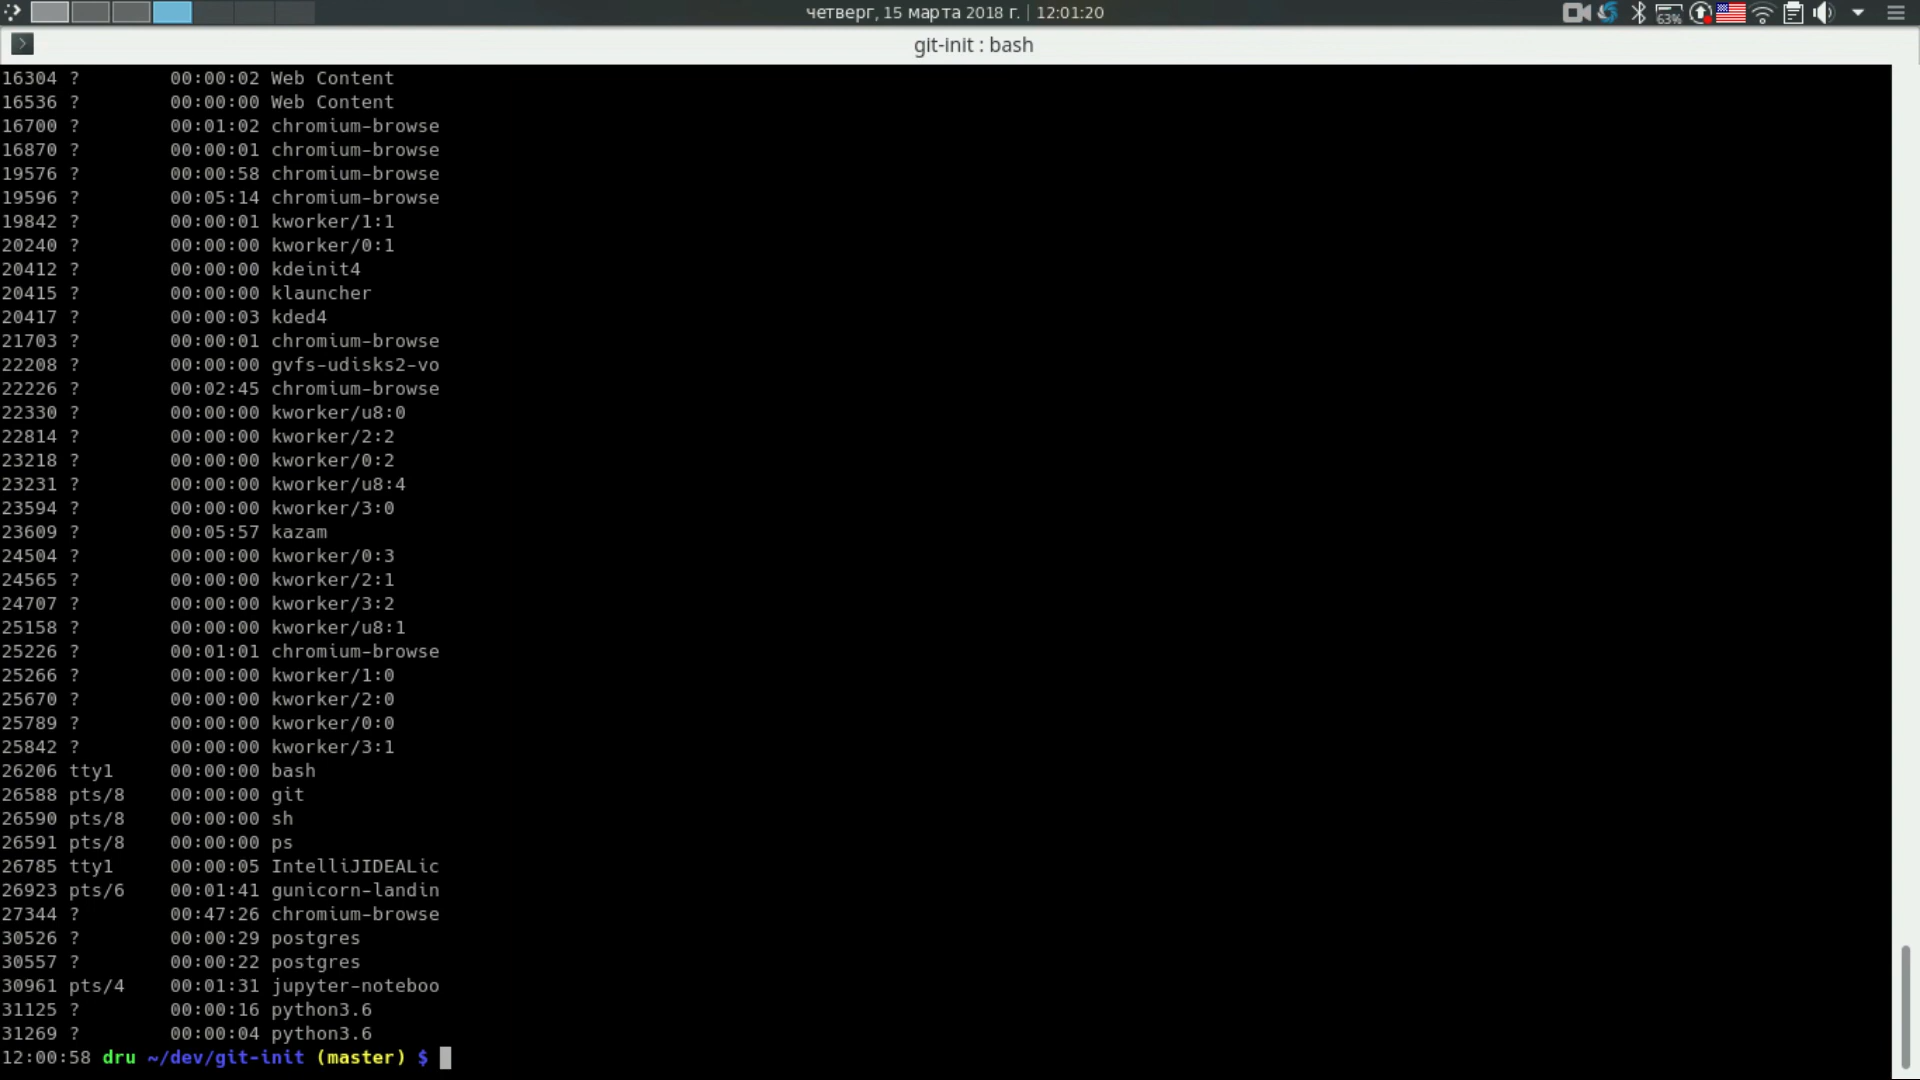 четверг, 15 марта 2018 г. 12:01:20
63%
git-init : bash
16304 ? 00:00:02 Web Content
16536 ? 00:00:00 Web Content
16700 ? 00:01:02 chromium-browse
16870 ? 00:00:01 chromium-browse
19576 ? 00:00:58 chromium-browse
19596 ? 00:05:14 chromium-browse
19842 ? 00:00:01 kworker/1:1
20240 ? 00:00:00 kworker/0:1
20412 ? 00:00:00 kdeinit4
20415 ? 00:00:00 klauncher
20417 ? 00:00:03 kded4
21703 ? 00:00:01 chromium-browse
22208 ? 00:00:00 gvfs-udisks2-vo
22226 ? 00:02:45 chromium-browse
22330 ? 00:00:00 kworker/u8:0
22814 ? 00:00:00 kworker/2:2
23218 ? 00:00:00 kworker/0:2
23231 ? 00:00:00 kworker/u8:4
23594 ? 00:00:00 kworker/3:0
23609 ? 00:05:57 kazam
24504 ? 00:00:00 kworker/0:3
24565 ? 00:00:00 kworker/2:1
24707 ? 00:00:00 kworker/3:2
25158 ? 00:00:00 kworker/u8:1
25226 ? 00:01:01 chromium-browse
25266 ? 00:00:00 kworker/1:0
25670 ? 00:00:00 kworker/2:0
25789 ? 00:00:00 kworker/0:0
25842 ? 00:00:00 kworker/3:1
26206 tty1 00:00:00 bash
26588 pts/8 00:00:00 git
26590 pts/8 00:00:00 sh
26591 pts/8 00:00:00 ps
26785 tty1 00:00:05 IntelliJIDEALic
26923 pts/6 00:01:41 gunicorn-landin
27344 ? 00:47:26 chromium-browse
30526 ? 00:00:29 postgres
30557 ? 00:00:22 postgres
30961 pts/4 00:01:31 jupyter-noteboo
31125 ? 00:00:16 python3.6
31269 ? 00:00:04 python3.6
12:00:58 dru ~/dev/git-init (master) $